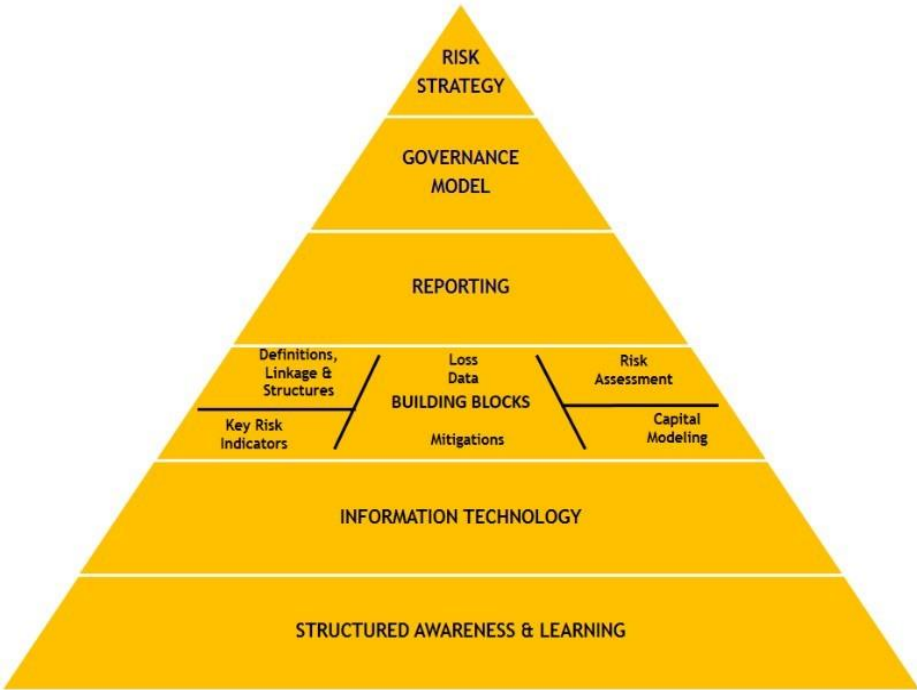 RISK
STRATEGY
GOVERNANCE
MODEL
REPORTING
Definitions,
Linkage &
Structures
Key Risk
Indicators
Loss
Data
BUILDING BLOCKS
Mitigations
Risk
Assessment
Capital
Modeling
INFORMATION TECHNOLOGY
STRUCTURED AWARENESS & LEARNING